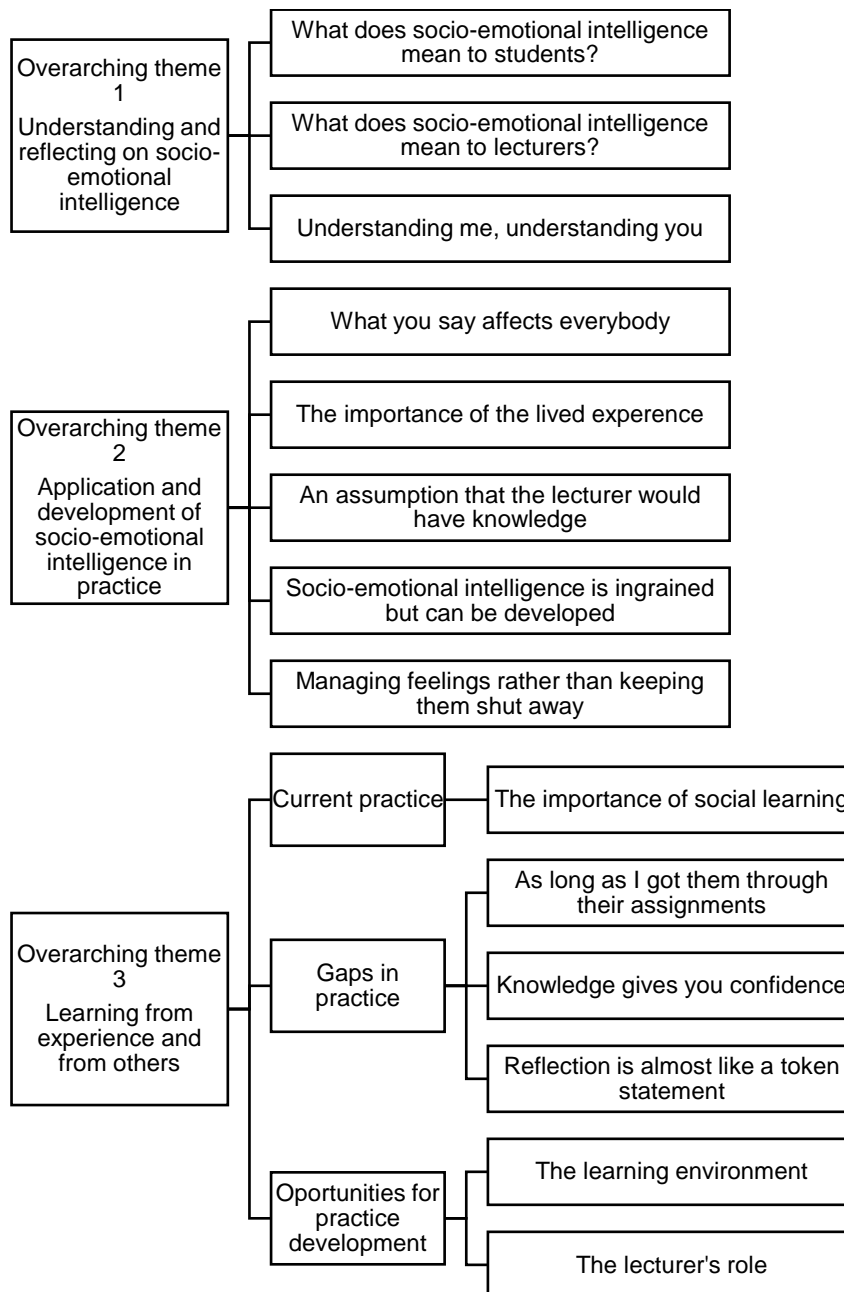 Overarching theme
1
Understanding and
reflecting on socio-
emotional
intelligence
What does socio-emotional intelligence
mean to students?
What does socio-emotional intelligence
mean to lecturers?
Understanding me, understanding you
Overarching theme
2
Application and
development of
socio-emotional
intelligence in
practice
What you say affects everybody
The importance of the lived experence
An assumption that the lecturer would
have knowledge
Socio-emotional intelligence is ingrained
but can be developed
Managing feelings rather than keeping
them shut away
Overarching theme
3
Learning from
experience and
from others
Current practice
The importance of social learning
Gaps in
practice
As long as I got them through
their assignments
Knowledge gives you confidence
Reflection is almost like a token
statement
Oportunities for
practice
development
The learning environment
The lecturer's role